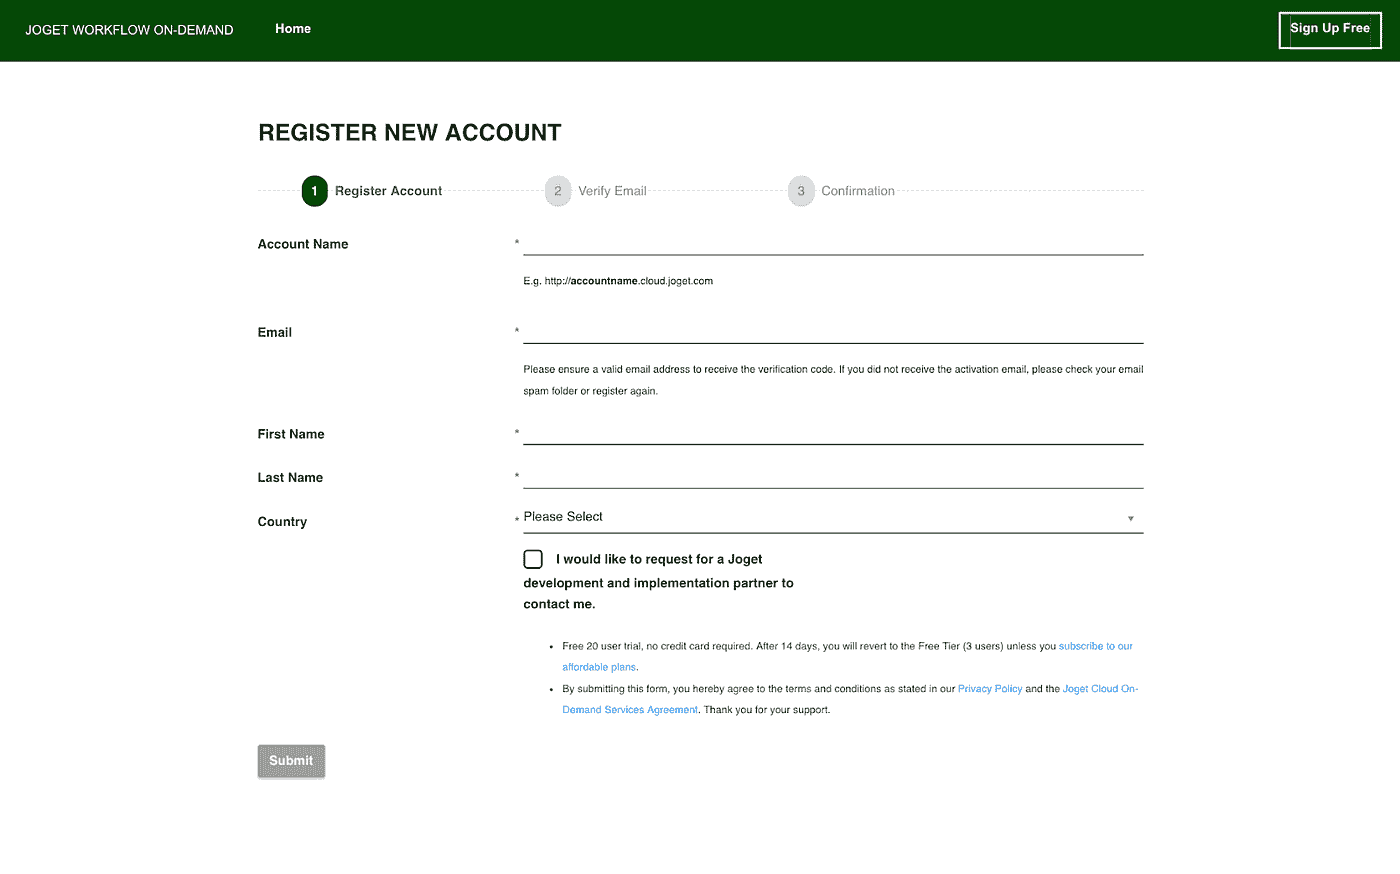 JOGET WORKFLOW ON-DEMAND
Home
Sign Up Free
REGISTER NEW ACCOUNT
1 Register Account
2 Verify Email
3 Confirmation
Account Name *
E.g. http://accountname.cloud.joget.com
Email *
Please ensure a valid email address to receive the verification code. If you did not receive the activation email, please check your email
spam folder or register again.
First Name *
Last Name *
Country * Please Select
I would like to request for a Joget
development and implementation partner to
contact me.
• Free 20 user trial, no credit card required. After 14 days, you will revert to the Free Tier (3 users) unless you subscribe to our
affordable plans.
• By submitting this form, you hereby agree to the terms and conditions as stated in our Privacy Policy and the Joget Cloud On-
Demand Services Agreement. Thank you for your support.
Submit